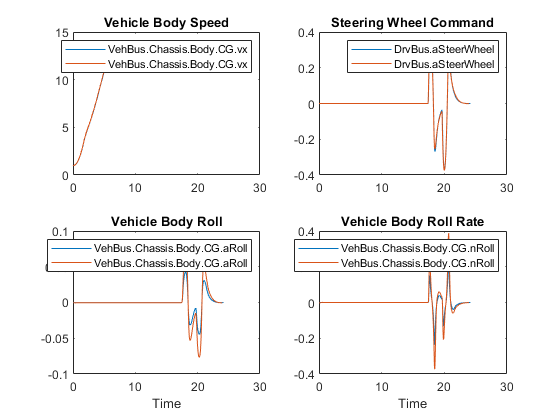 Vehicle Body Speed
15
10
5
0
VehBus.Chassis.Body.CG.vx
VehBus.Chassis.Body.CG.vx
0 10 20 30
Steering Wheel Command
0.4
0.2
0
-0.2
-0.4
DrvBus.aSteerWheel
DrvBus.aSteerWheel
0 10 20 30
Vehicle Body Roll
0.1
0
-0.05
-0.1
VehBus.Chassis.Body.CG.aRoll
VehBus.Chassis.Body.CG.aRoll
0 10 20 30
Time
Vehicle Body Roll Rate
0.4
0
-0.2
-0.4
VehBus.Chassis.Body.CG.nRoll
VehBus.Chassis.Body.CG.nRoll
0 10 20 30
Time